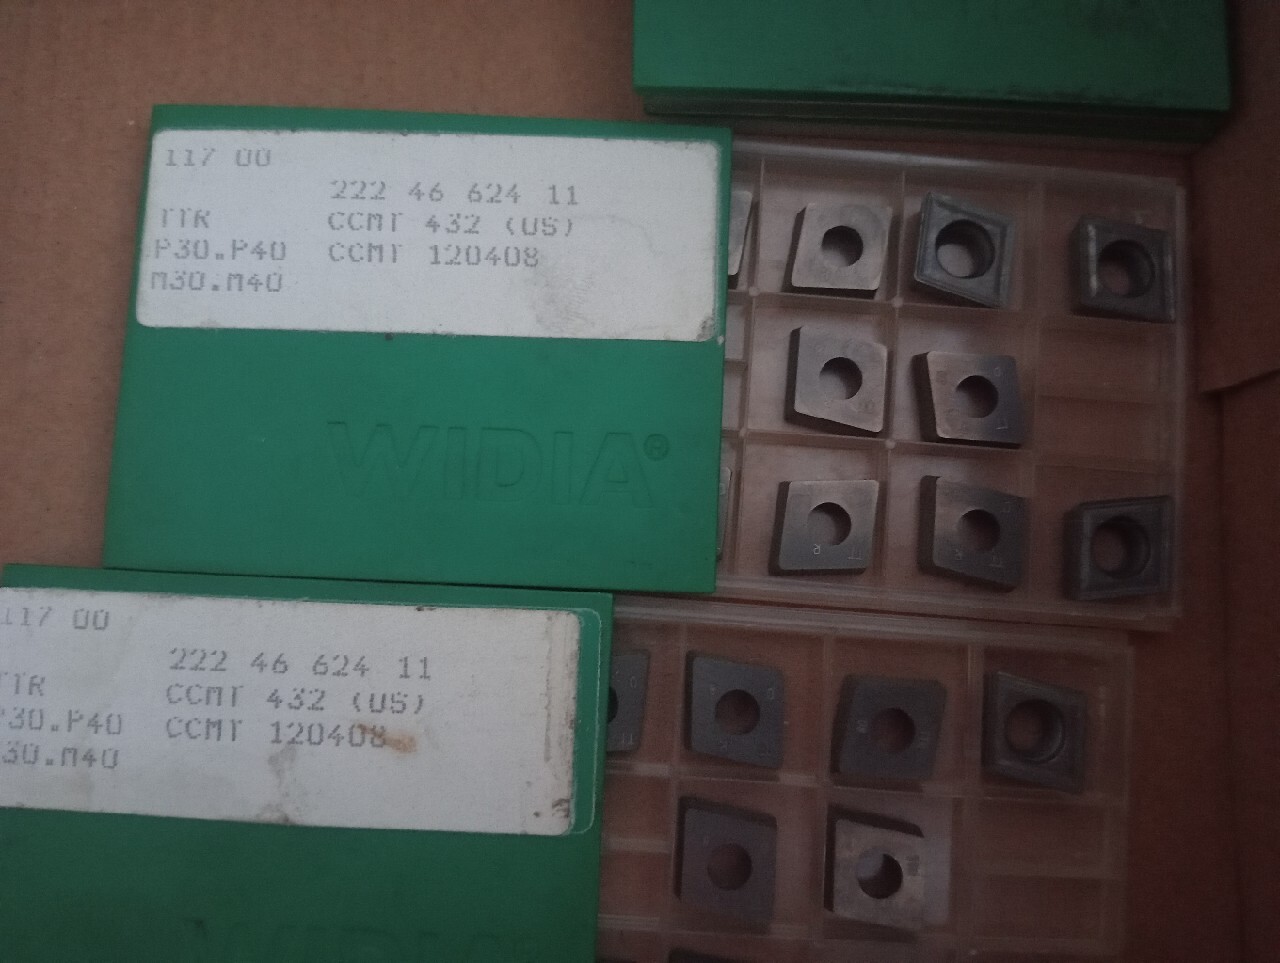 117 00
222 46 624 11
TTR CCMT 432 (US)
P30.P40 CCMT 120408
M30.M40
WIDIA®
117 00
222 46 624 11
TTR CCMT 432 (US)
P30.P40 CCMT 120408
30.M40
WIDIA